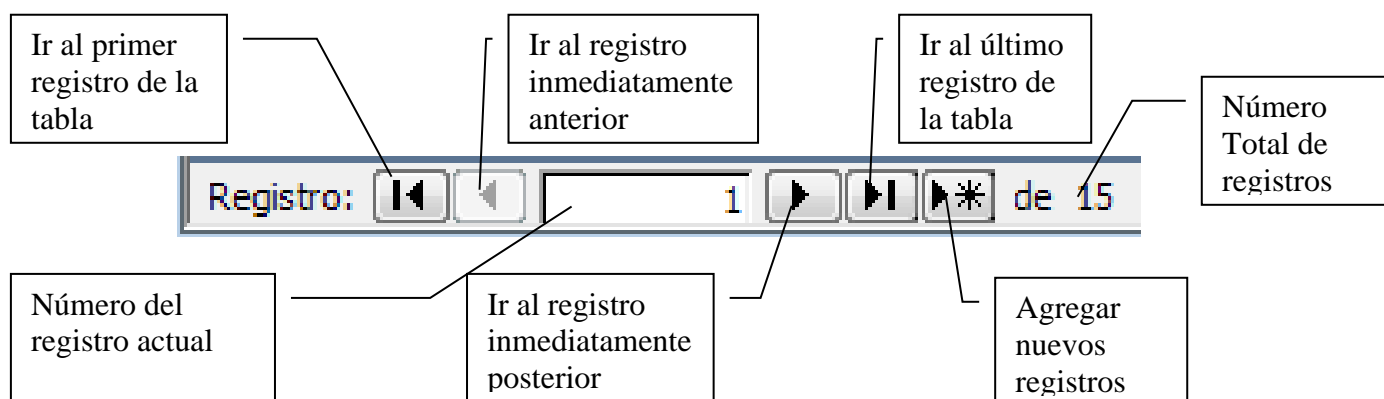 Ir al primer
registro de la
tabla
Ir al registro
inmediatamente
anterior
Ir al último
registro de
la tabla
Número
Total de
registros
Registro: 1 de 15
Número del
registro actual
Ir al registro
inmediatamente
posterior
Agregar
nuevos
registros